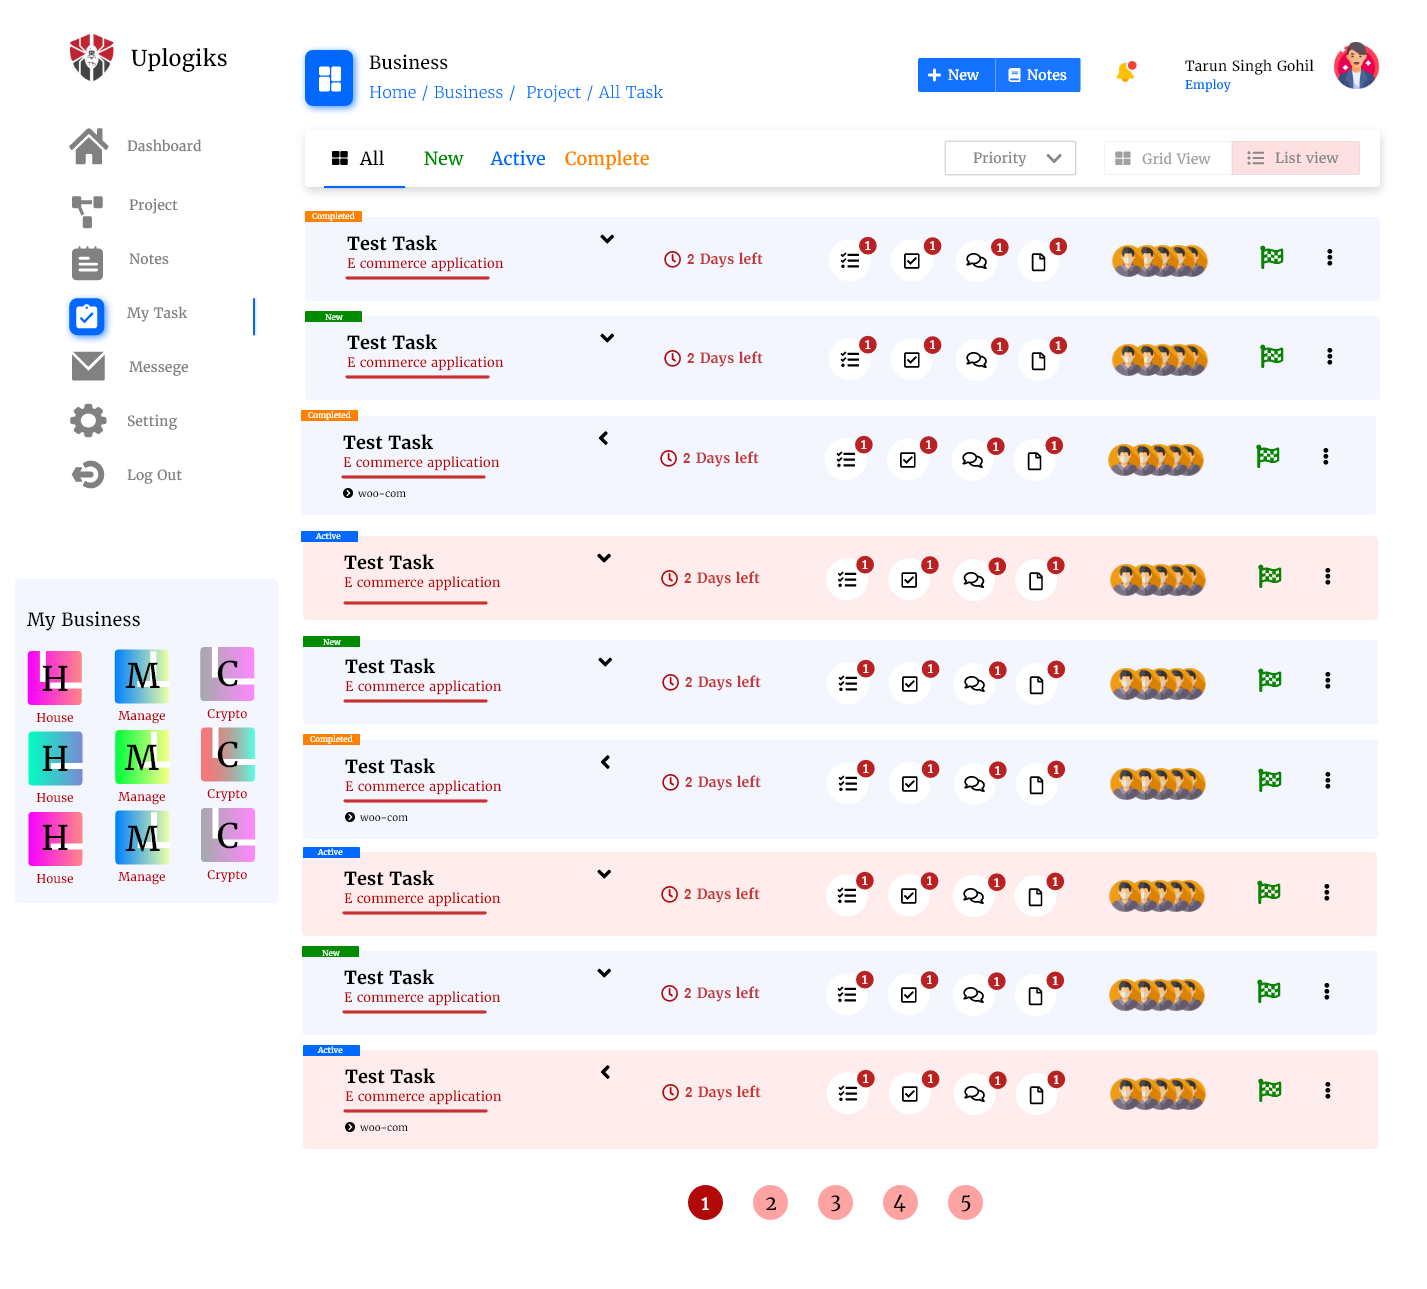 Uplogiks
Business
Home / Business / Project / All Task
New
Notes
Tarun Singh Gohil
Employ
Dashboard
Project
Notes
My Task
Messege
Setting
Log Out
All
New
Active
Complete
Priority
Grid View
List view
Completed
Test Task
E commerce application
2 Days left
1
1
1
1
New
Test Task
E commerce application
2 Days left
1
1
1
1
Completed
Test Task
E commerce application
woo-com
2 Days left
1
1
1
1
Active
Test Task
E commerce application
2 Days left
1
1
1
1
New
Test Task
E commerce application
2 Days left
1
1
1
1
Completed
Test Task
E commerce application
woo-com
2 Days left
1
1
1
1
Active
Test Task
E commerce application
2 Days left
1
1
1
1
New
Test Task
E commerce application
2 Days left
1
1
1
1
Active
Test Task
E commerce application
woo-com
2 Days left
1
1
1
1
My Business
H
M
C
House
Manage
Crypto
H
M
C
House
Manage
Crypto
H
M
C
House
Manage
Crypto
1
2
3
4
5